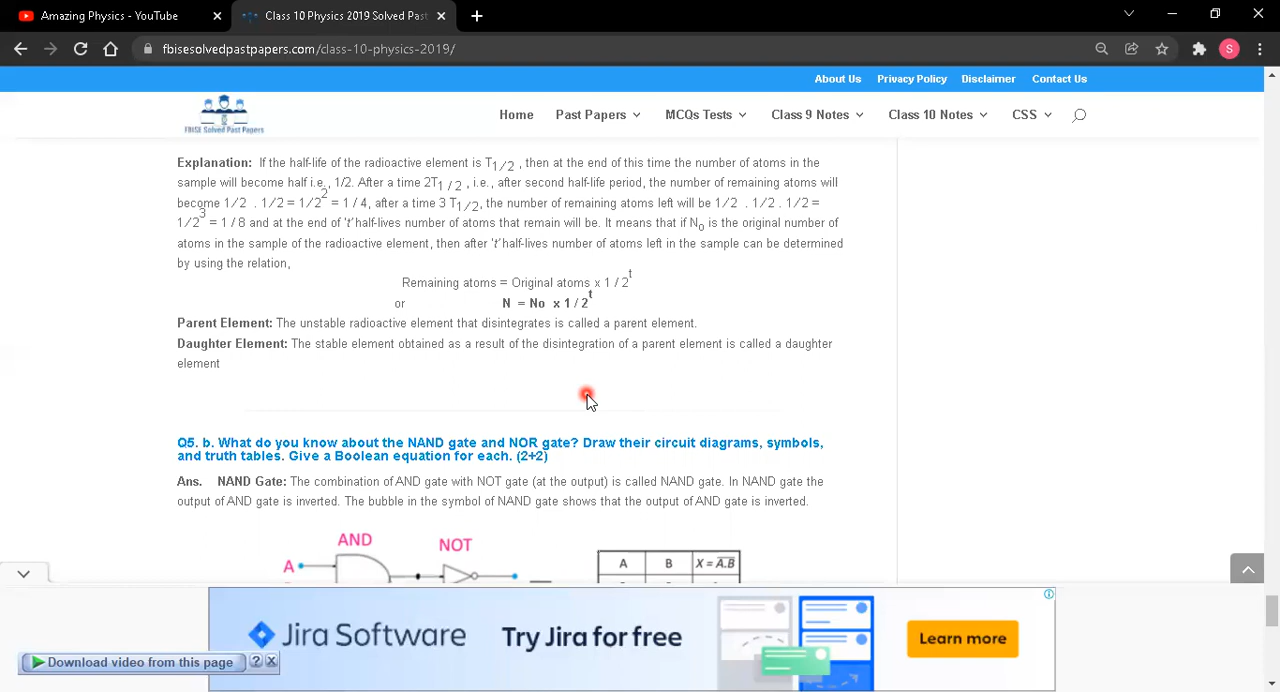 Amazing Physics - YouTube
Class 10 Physics 2019 Solved Past
fbisesolvedpastpapers.com/class-10-physics-2019/
S
About Us Privacy Policy Disclaimer Contact Us
FBISE Solved Past Papers
Home Past Papers MCQs Tests Class 9 Notes Class 10 Notes CSS
Explanation: If the half-life of the radioactive element is T1/2 , then at the end of this time the number of atoms in the
sample will become half i.e, 1/2. After a time 2T1 / 2 , i.e., after second half-life period, the number of remaining atoms will
become 1/2 . 1/2 = 1/2^2 = 1 / 4, after a time 3 T1/2, the number of remaining atoms left will be 1/2 . 1/2 . 1/2 =
1/2^3 = 1 / 8 and at the end of 't' half-lives number of atoms that remain will be. It means that if No is the original number of
atoms in the sample of the radioactive element, then after 't' half-lives number of atoms left in the sample can be determined
by using the relation,
Remaining atoms = Original atoms x 1 / 2^t
or N = No x 1 / 2^t
Parent Element: The unstable radioactive element that disintegrates is called a parent element.
Daughter Element: The stable element obtained as a result of the disintegration of a parent element is called a daughter
element
Q5. b. What do you know about the NAND gate and NOR gate? Draw their circuit diagrams, symbols,
and truth tables. Give a Boolean equation for each. (2+2)
Ans. NAND Gate: The combination of AND gate with NOT gate (at the output) is called NAND gate. In NAND gate the
output of AND gate is inverted. The bubble in the symbol of NAND gate shows that the output of AND gate is inverted.
AND NOT
A
A B X = A̅.̅B̅
Jira Software Try Jira for free Learn more
Download video from this page ? X